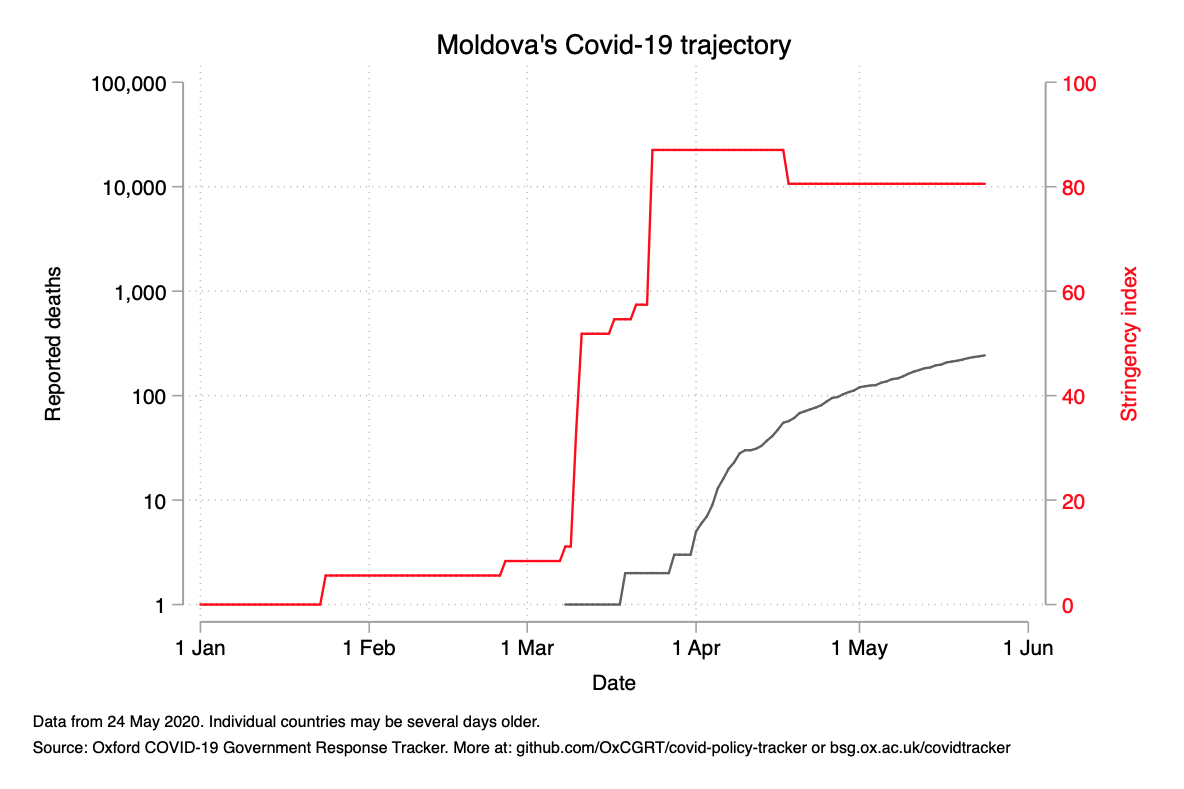 Moldova's Covid-19 trajectory
100,000
10,000
1,000
100
10
1
Reported deaths
100
80
60
40
20
0
Stringency index
1 Jan
1 Feb
1 Mar
1 Apr
1 May
1 Jun
Date
Data from 24 May 2020. Individual countries may be several days older.
Source: Oxford COVID-19 Government Response Tracker. More at: github.com/OxCGRT/covid-policy-tracker or bsg.ox.ac.uk/covidtracker